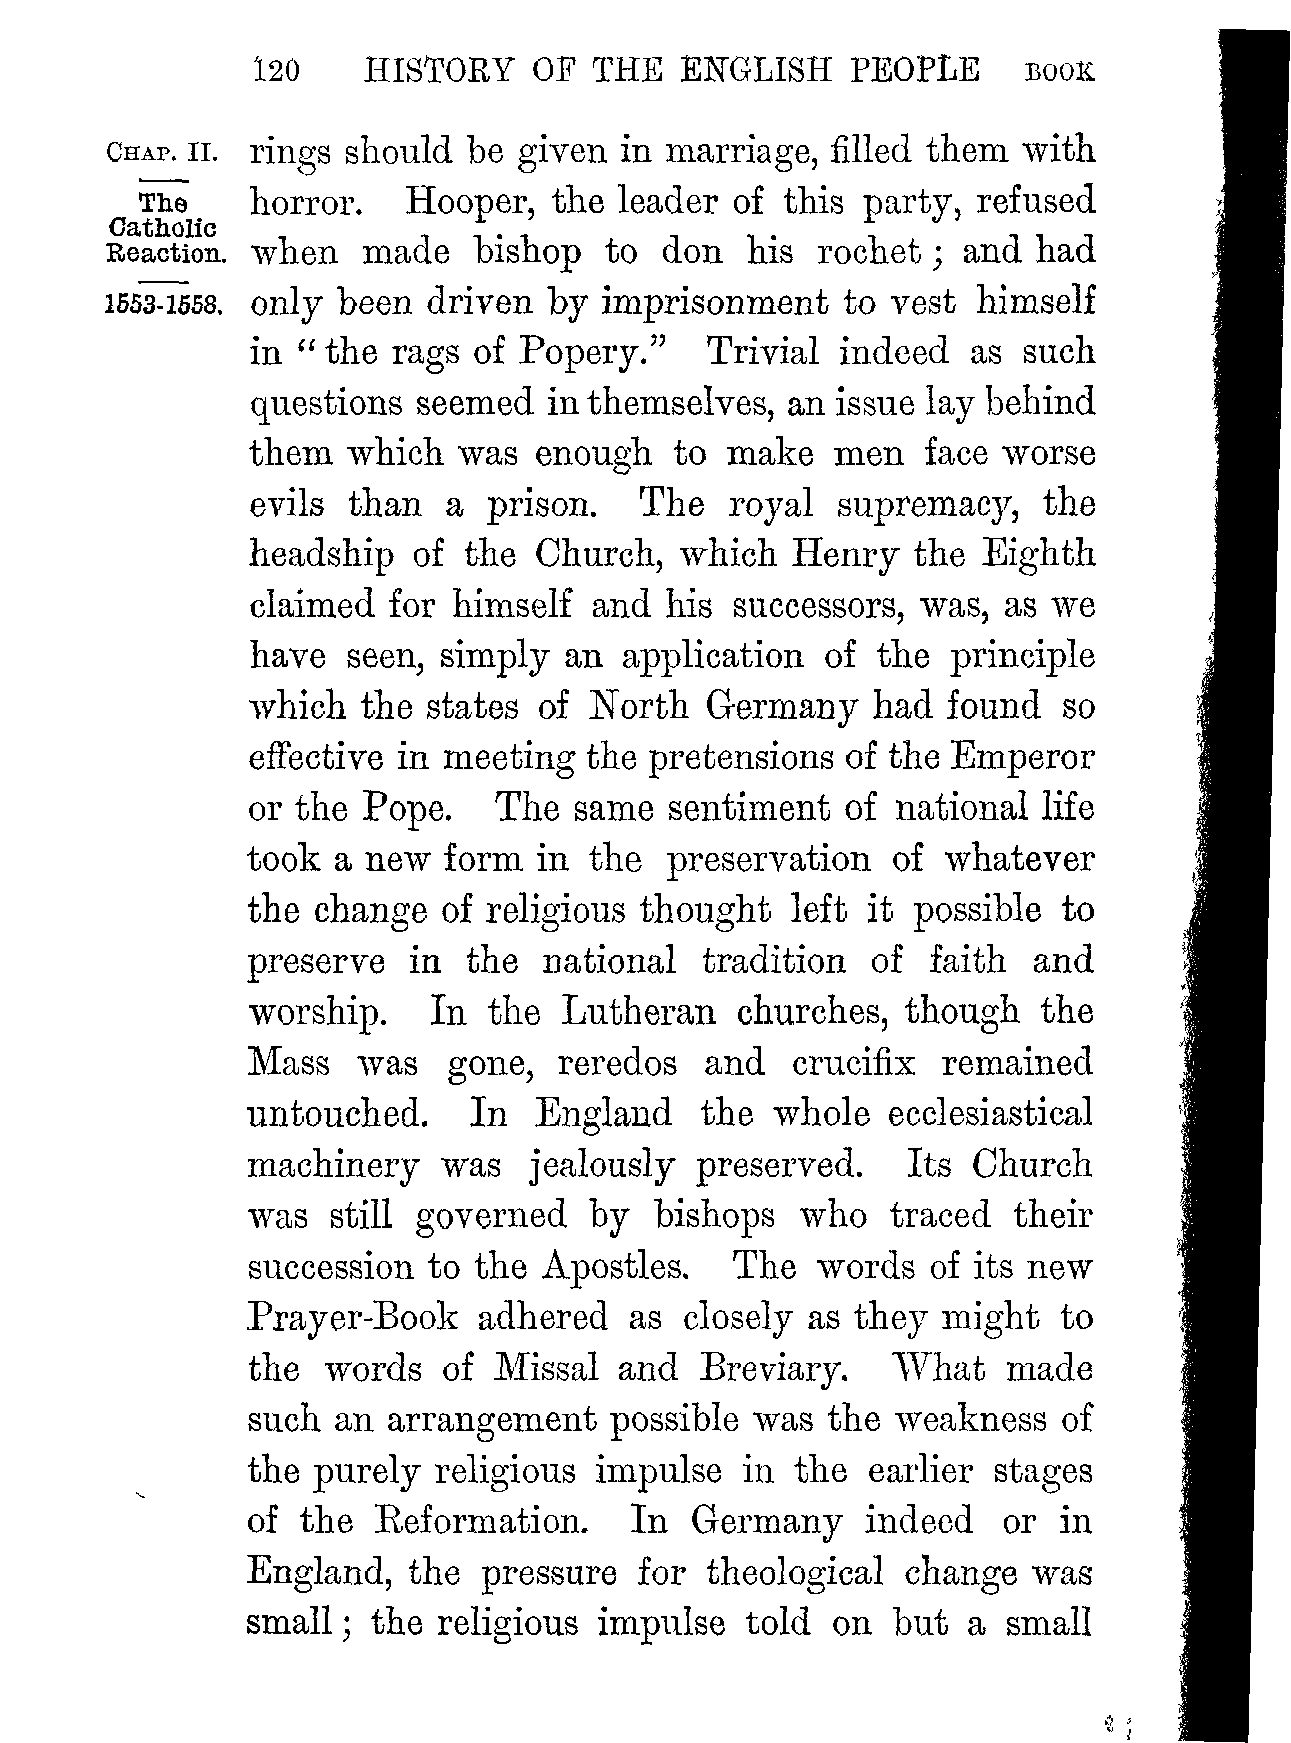 120 HISTORY OF THE ENGLISH PEOPLE BOOK
CHAP. II.
The
Catholic
Reaction.
1553-1558.
rings should be given in marriage, filled them with
horror. Hooper, the leader of this party, refused
when made bishop to don his rochet ; and had
only been driven by imprisonment to vest himself
in “ the rags of Popery.” Trivial indeed as such
questions seemed in themselves, an issue lay behind
them which was enough to make men face worse
evils than a prison. The royal supremacy, the
headship of the Church, which Henry the Eighth
claimed for himself and his successors, was, as we
have seen, simply an application of the principle
which the states of North Germany had found so
effective in meeting the pretensions of the Emperor
or the Pope. The same sentiment of national life
took a new form in the preservation of whatever
the change of religious thought left it possible to
preserve in the national tradition of faith and
worship. In the Lutheran churches, though the
Mass was gone, reredos and crucifix remained
untouched. In England the whole ecclesiastical
machinery was jealously preserved. Its Church
was still governed by bishops who traced their
succession to the Apostles. The words of its new
Prayer-Book adhered as closely as they might to
the words of Missal and Breviary. What made
such an arrangement possible was the weakness of
the purely religious impulse in the earlier stages
of the Reformation. In Germany indeed or in
England, the pressure for theological change was
small ; the religious impulse told on but a small